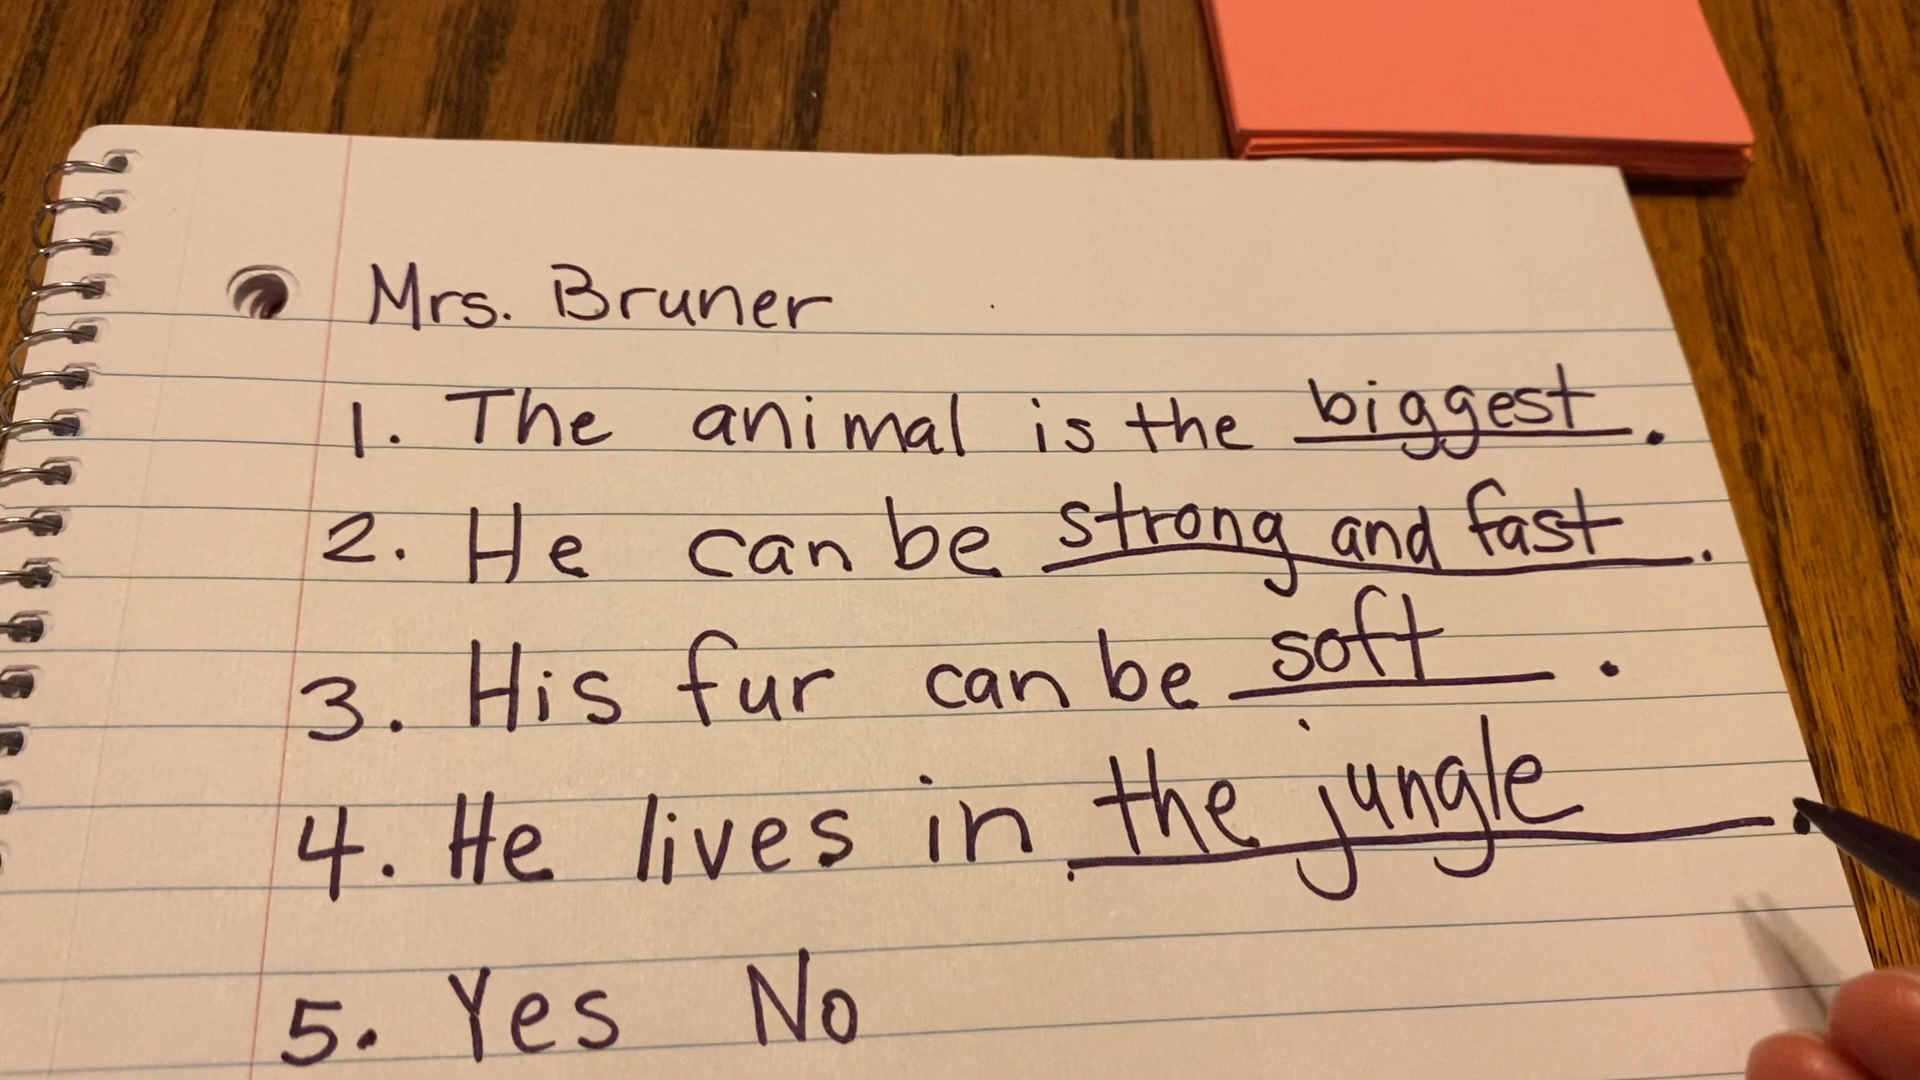 Mrs. Bruner
1. The animal is the biggest.
2. He can be strong and fast.
3. His fur can be soft.
4. He lives in the jungle.
5. Yes No